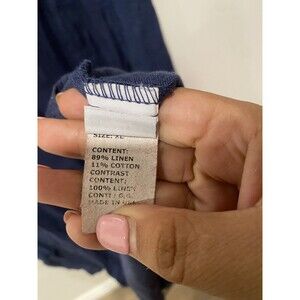 SIZE: XL
CONTENT:
89% LINEN
11% COTTON
CONTRAST
CONTENT:
100% LINEN
MADE IN